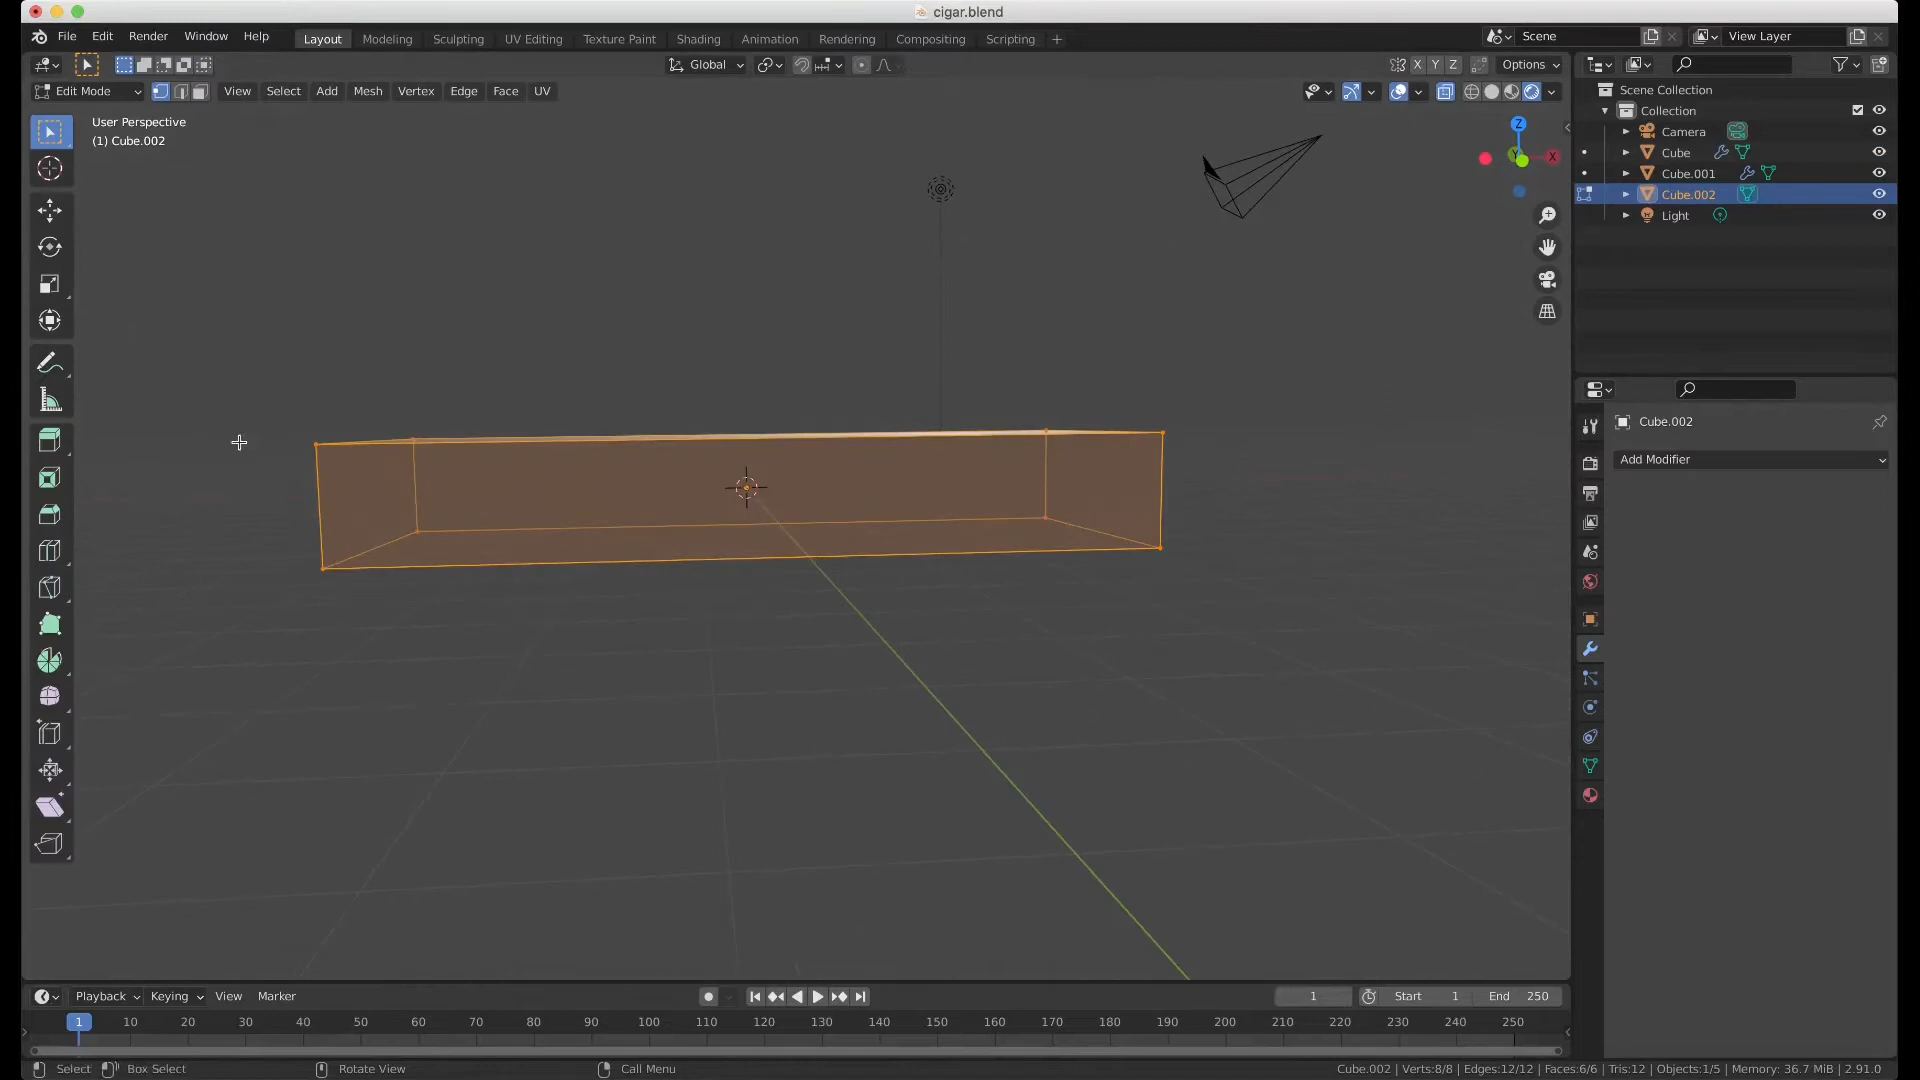 cigar.blend
File Edit Render Window Help Layout Modeling Sculpting UV Editing Texture Paint Shading Animation Rendering Compositing Scripting + Scene View Layer
Global X Y Z Options
Edit Mode View Select Add Mesh Vertex Edge Face UV
User Perspective
(1) Cube.002
Z
Y
X
Scene Collection
Collection
Camera
Cube
Cube.001
Cube.002
Light
Cube.002
Add Modifier
Playback Keying View Marker 1 Start 1 End 250
1 10 20 30 40 50 60 70 80 90 100 110 120 130 140 150 160 170 180 190 200 210 220 230 240 250
Select Box Select Rotate View Call Menu Cube.002 | Verts:8/8 | Edges:12/12 | Faces:6/6 | Tris:12 | Objects:1/5 | Memory: 36.7 MiB | 2.91.0